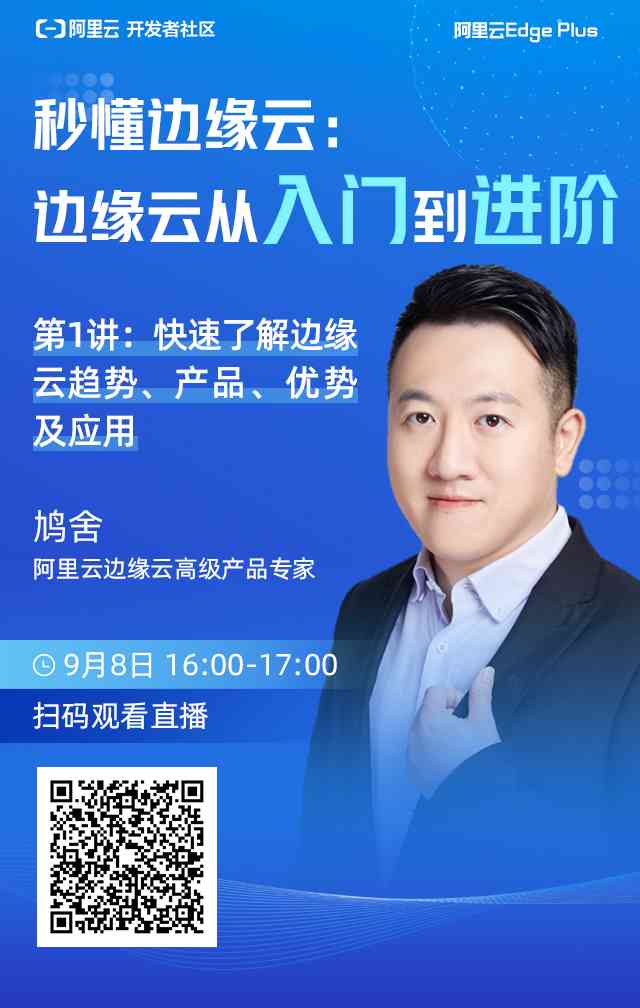 阿里云 开发者社区
阿里云Edge Plus
秒懂边缘云：
边缘云从入门到进阶
第1讲：快速了解边缘
云趋势、产品、优势
及应用
鸠舍
阿里云边缘云高级产品专家
9月8日 16:00-17:00
扫码观看直播